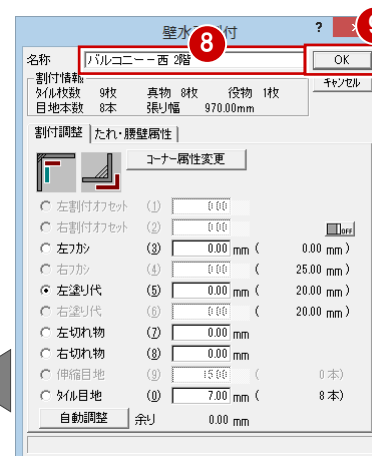 壁水 付 ?
8
名称 バルコニー－西 2階 OK
割付情報 キャンセル
タイル枚数 9枚 真物 8枚 役物 1枚
目地本数 8本 張り幅 970.00mm
割付調整 たれ・腰壁属性
コーナー属性変更
左割付オフセット (1) 0.00
右割付オフセット (2) 0.00 OFF
左フカシ (3) 0.00 mm ( 0.00 mm )
右フカシ (4) 0.00 ( 25.00 mm )
左塗り代 (5) 0.00 mm ( 20.00 mm )
右塗り代 (6) 0.00 ( 20.00 mm )
左切れ物 (7) 0.00 mm
右切れ物 (8) 0.00 mm
伸縮目地 (9) 15.00 ( 0 本)
タイル目地 (0) 7.00 mm ( 8 本)
自動調整 余り 0.00 mm